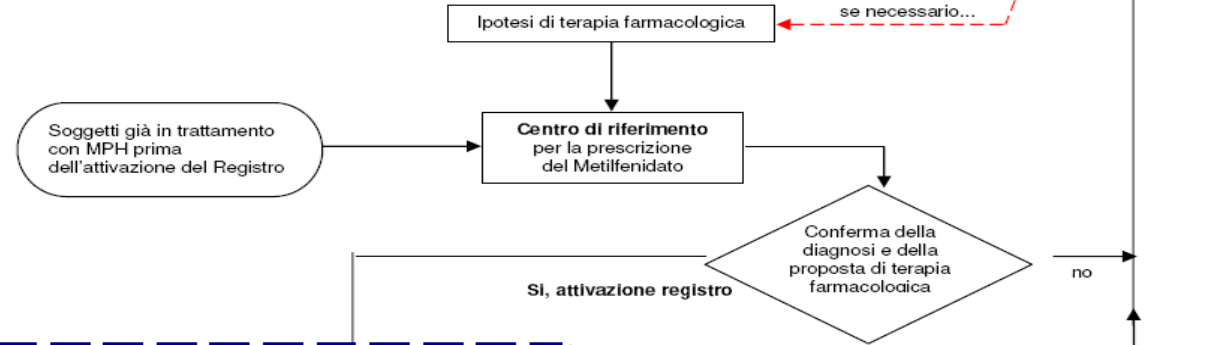 se necessario...
Ipotesi di terapia farmacologica
Soggetti già in trattamento
con MPH prima
dell'attivazione del Registro
Centro di riferimento
per la prescrizione
del Metilfenidato
Conferma della
diagnosi e della
proposta di terapia
farmacologica
no
Si, attivazione registro